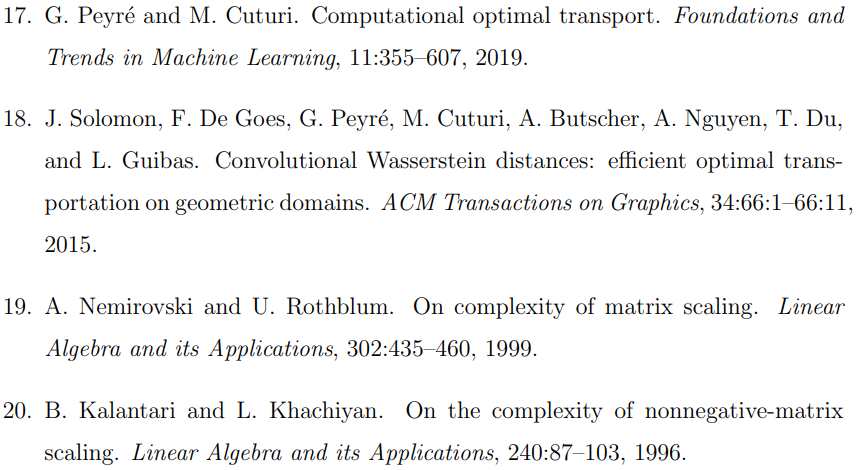 17. G. Peyré and M. Cuturi. Computational optimal transport. Foundations and
Trends in Machine Learning, 11:355–607, 2019.
18. J. Solomon, F. De Goes, G. Peyré, M. Cuturi, A. Butscher, A. Nguyen, T. Du,
and L. Guibas. Convolutional Wasserstein distances: efficient optimal trans-
portation on geometric domains. ACM Transactions on Graphics, 34:66:1–66:11,
2015.
19. A. Nemirovski and U. Rothblum. On complexity of matrix scaling. Linear
Algebra and its Applications, 302:435–460, 1999.
20. B. Kalantari and L. Khachiyan. On the complexity of nonnegative-matrix
scaling. Linear Algebra and its Applications, 240:87–103, 1996.